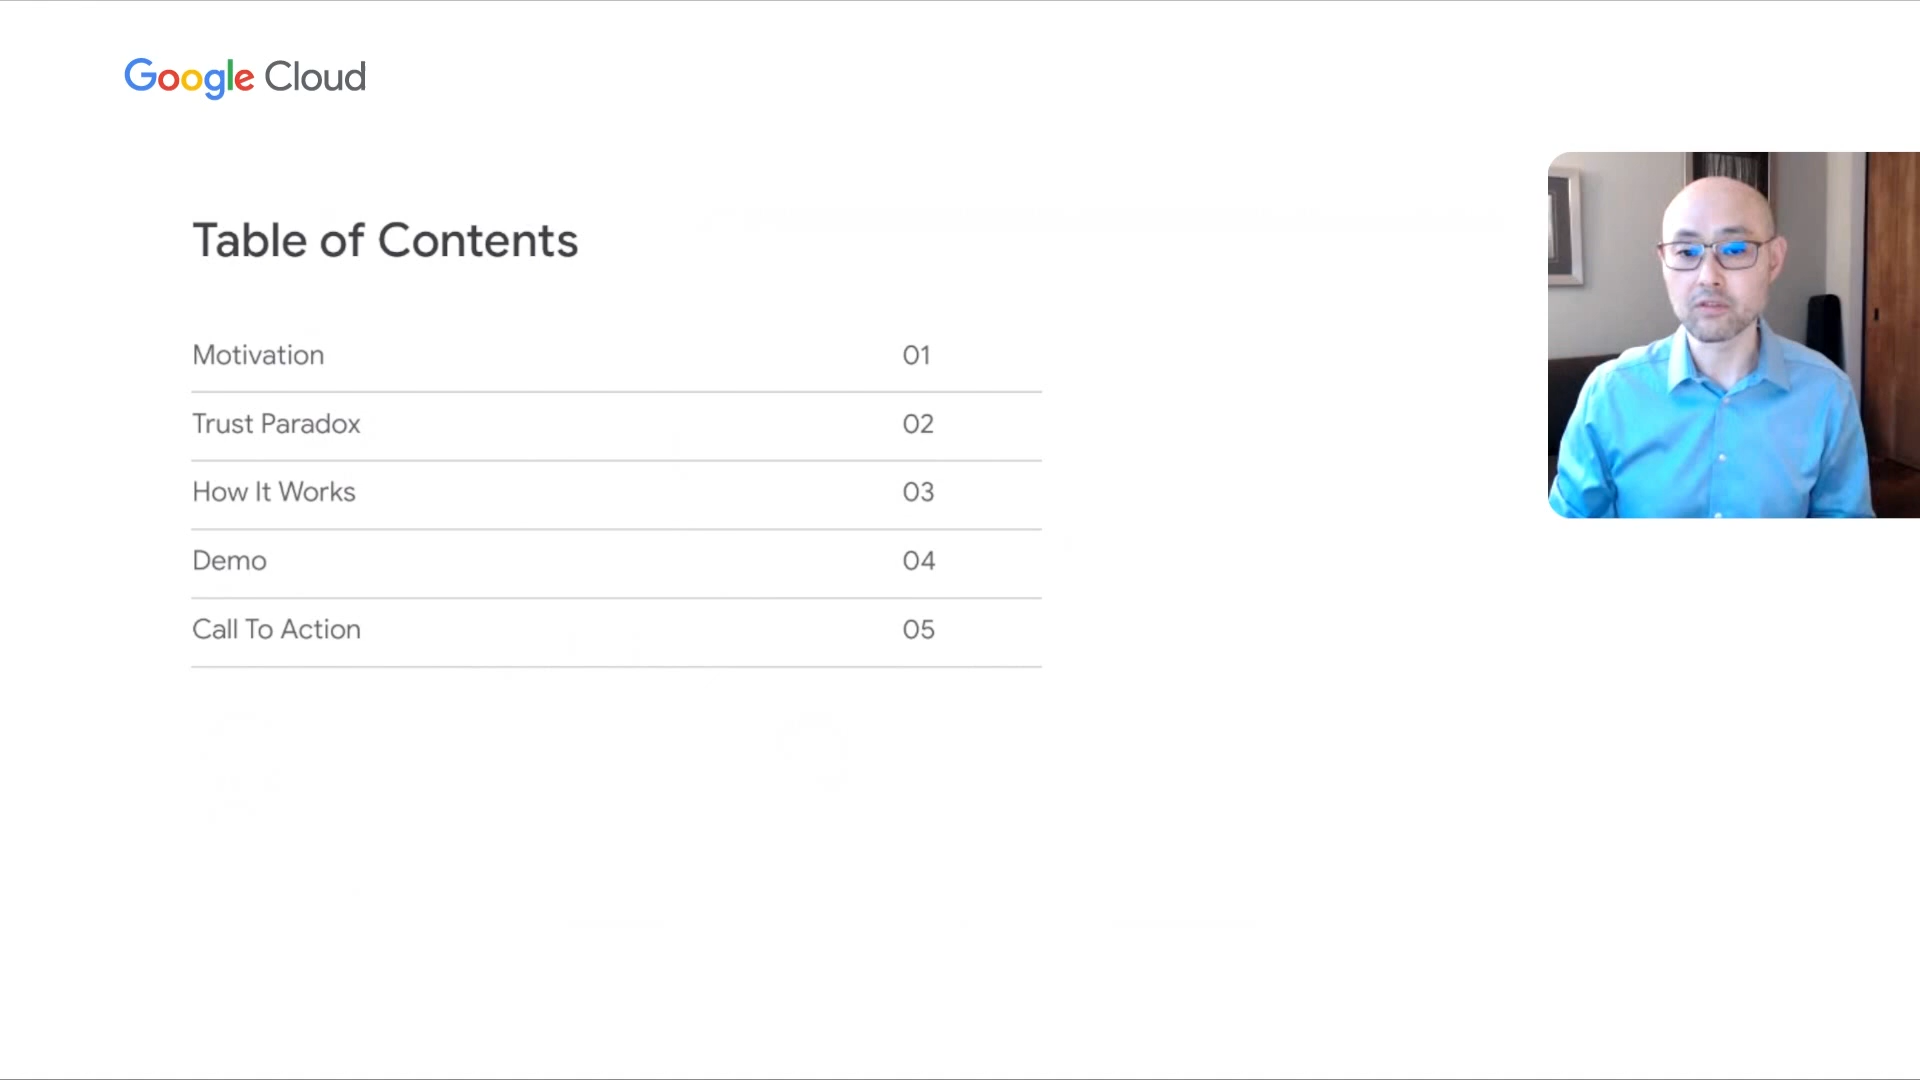 Google Cloud
Table of Contents
Motivation 01
Trust Paradox 02
How It Works 03
Demo 04
Call To Action 05